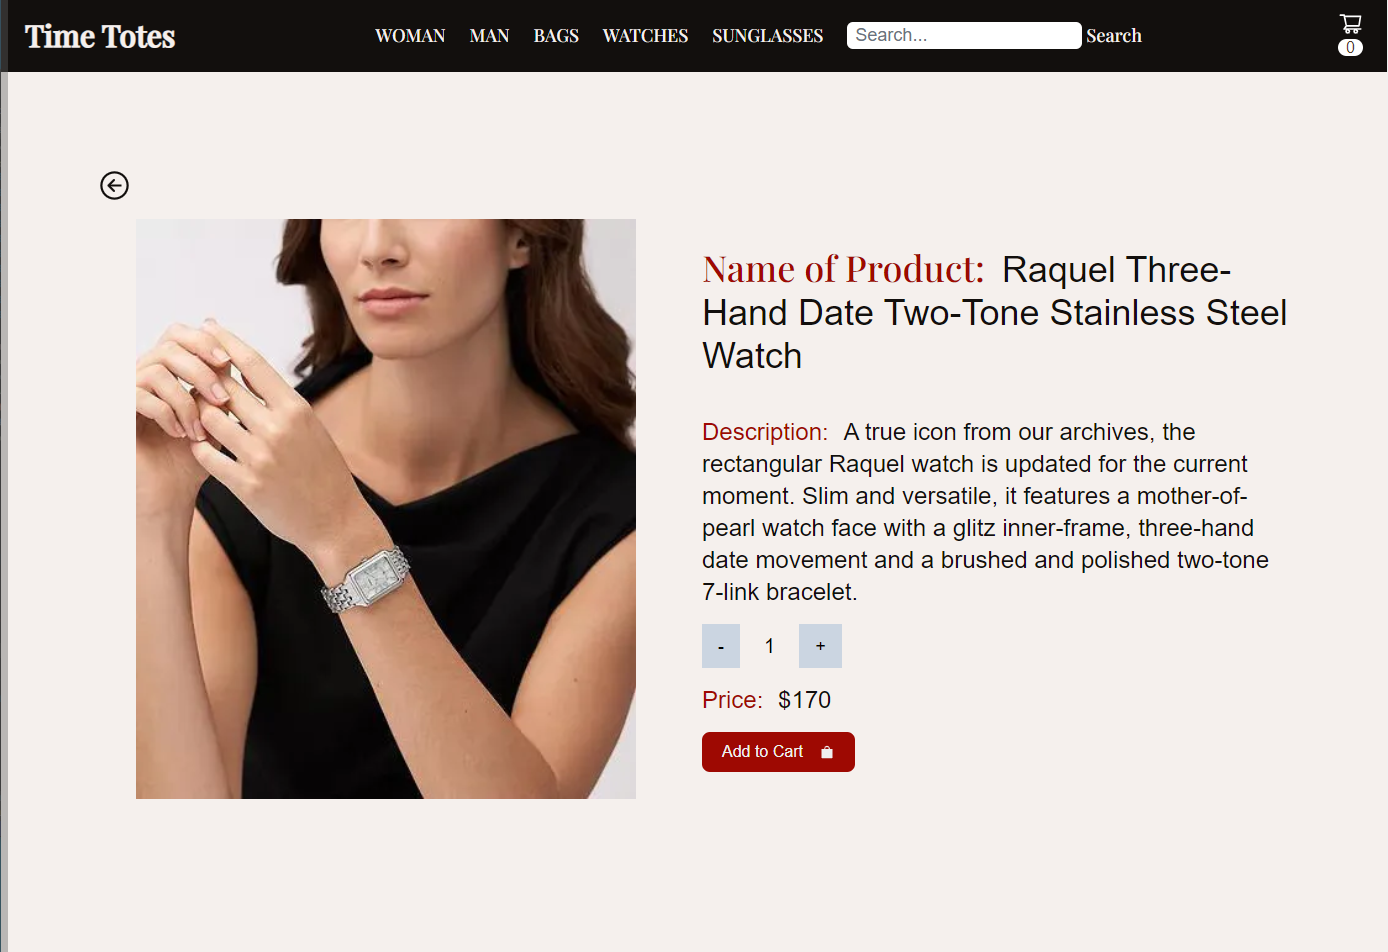 Time Totes
WOMAN MAN BAGS WATCHES SUNGLASSES Search... Search
0
Name of Product: Raquel Three-
Hand Date Two-Tone Stainless Steel
Watch
Description: A true icon from our archives, the
rectangular Raquel watch is updated for the current
moment. Slim and versatile, it features a mother-of-
pearl watch face with a glitz inner-frame, three-hand
date movement and a brushed and polished two-tone
7-link bracelet.
- 1 +
Price: $170
Add to Cart